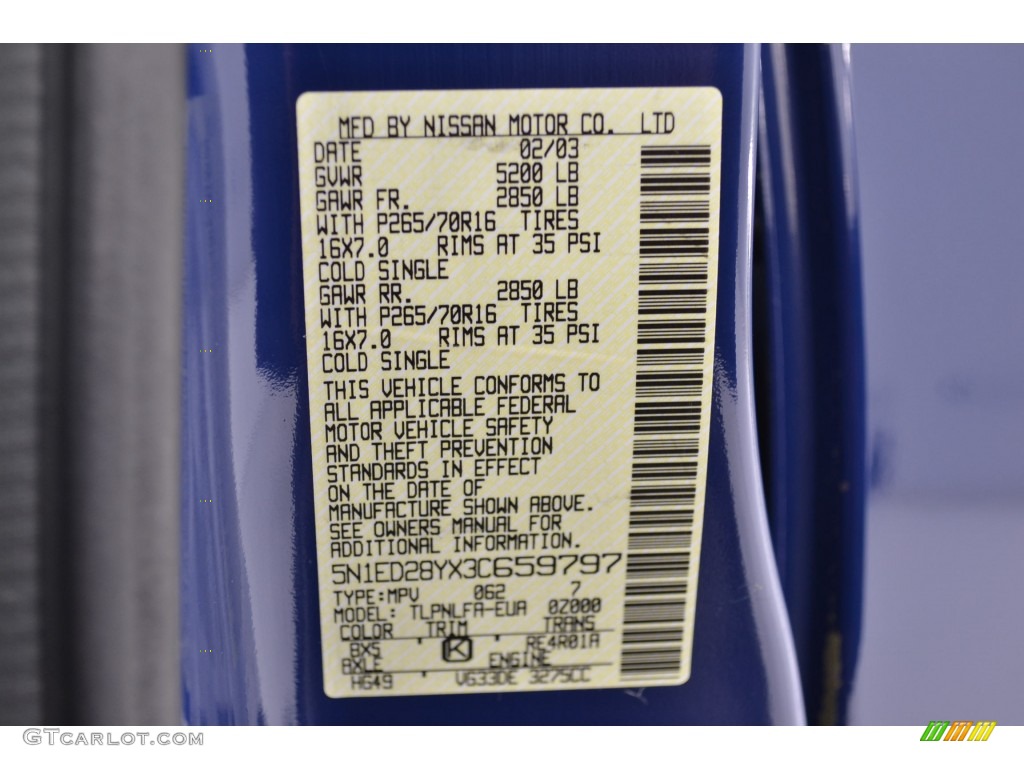 MFD BY NISSAN MOTOR CO. LTD
DATE 02/03
GVWR 5200 LB
GAWR FR. 2850 LB
WITH P265/70R16 TIRES
16X7.0 RIMS AT 35 PSI
COLD SINGLE
GAWR RR. 2850 LB
WITH P265/70R16 TIRES
16X7.0 RIMS AT 35 PSI
COLD SINGLE
THIS VEHICLE CONFORMS TO
ALL APPLICABLE FEDERAL
MOTOR VEHICLE SAFETY
AND THEFT PREVENTION
STANDARDS IN EFFECT
ON THE DATE OF
MANUFACTURE SHOWN ABOVE.
SEE OWNERS MANUAL FOR
ADDITIONAL INFORMATION.
5N1ED28YX3C659797
TYPE:MPV 062 7
MODEL: TLPNLFA-EUA 0Z000
COLOR TRIM TRANS
BX5 K RE4R01A
AXLE ENGINE
HG49 VG33DE 3275CC
GTCARLOT.COM